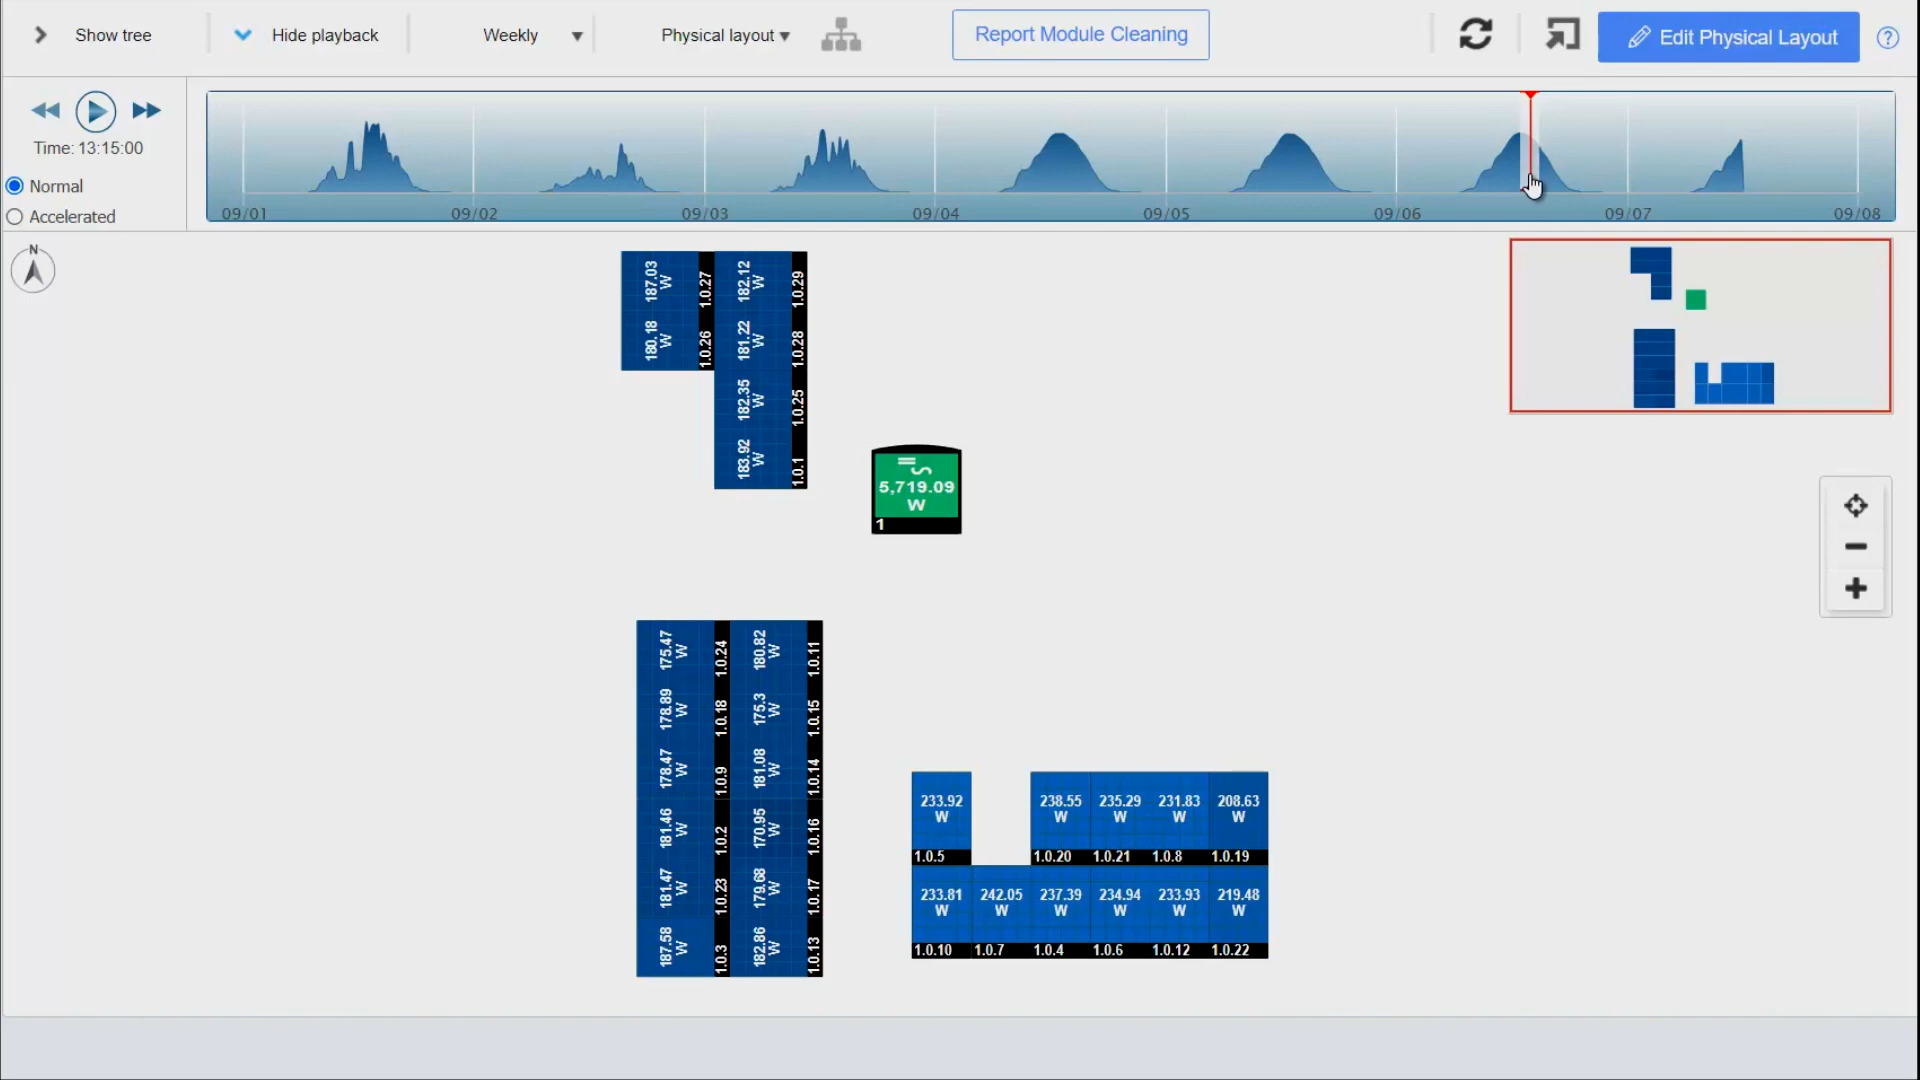 Show tree
Hide playback
Weekly
Physical layout
Report Module Cleaning
Edit Physical Layout
?
Time: 13:15:00
Normal
Accelerated
09/01
09/02
09/03
09/04
09/05
09/06
09/07
09/08
N
187.03
W
1.0.27
182.12
W
1.0.29
180.18
W
1.0.26
181.22
W
1.0.28
182.35
W
1.0.25
183.92
W
1.0.1
5,719.09
W
1
175.47
W
1.0.24
180.82
W
1.0.11
178.89
W
1.0.18
175.3
W
1.0.15
178.47
W
1.0.9
181.08
W
1.0.14
181.46
W
1.0.2
170.95
W
1.0.16
181.47
W
1.0.23
179.68
W
1.0.17
187.58
W
1.0.3
182.86
W
1.0.13
233.92
W
1.0.5
238.55
W
1.0.20
235.29
W
1.0.21
231.83
W
1.0.8
208.63
W
1.0.19
233.81
W
1.0.10
242.05
W
1.0.7
237.39
W
1.0.4
234.94
W
1.0.6
233.93
W
1.0.12
219.48
W
1.0.22